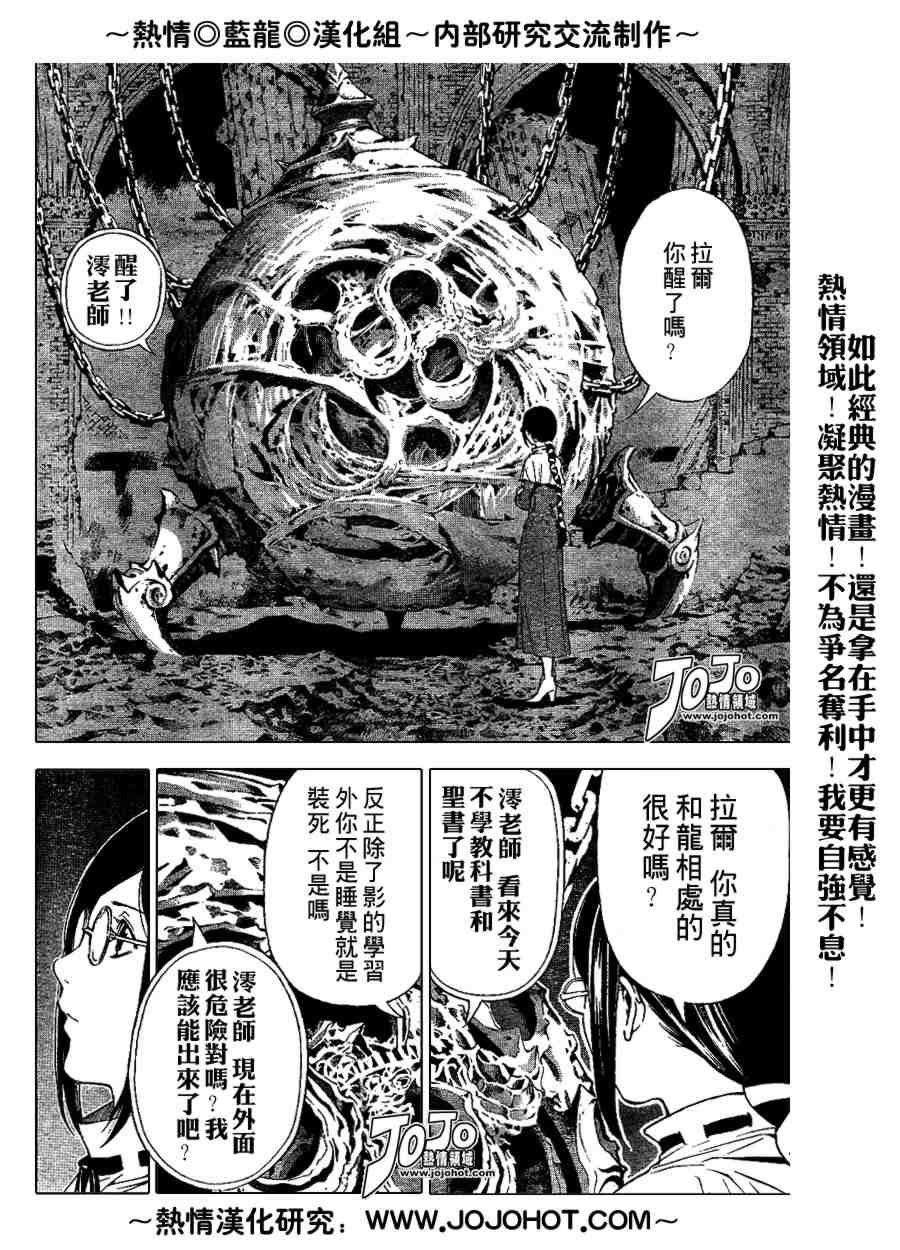 ～熱情◎藍龍◎漢化組～内部研究交流制作～
拉爾
你醒了嗎？
醒了!!
澪老師
JOJO
熱情領域
www.jojohot.com
拉爾 你真的
和龍相處的
很好嗎？
澪老師 看來今天
不學教科書和
聖書了呢
反正除了影的學習
外你不是睡覺就是
裝死 不是嗎
澪老師 現在外面
很危險對嗎？我
應該能出來了吧？
JOJO
熱情領域
www.jojohot.com
如此經典的漫畫！還是拿在手中才更有感覺！
熱情領域！凝聚熱情！不為爭名奪利！我要自強不息！
～熱情漢化研究：WWW.JOJOHOT.COM～